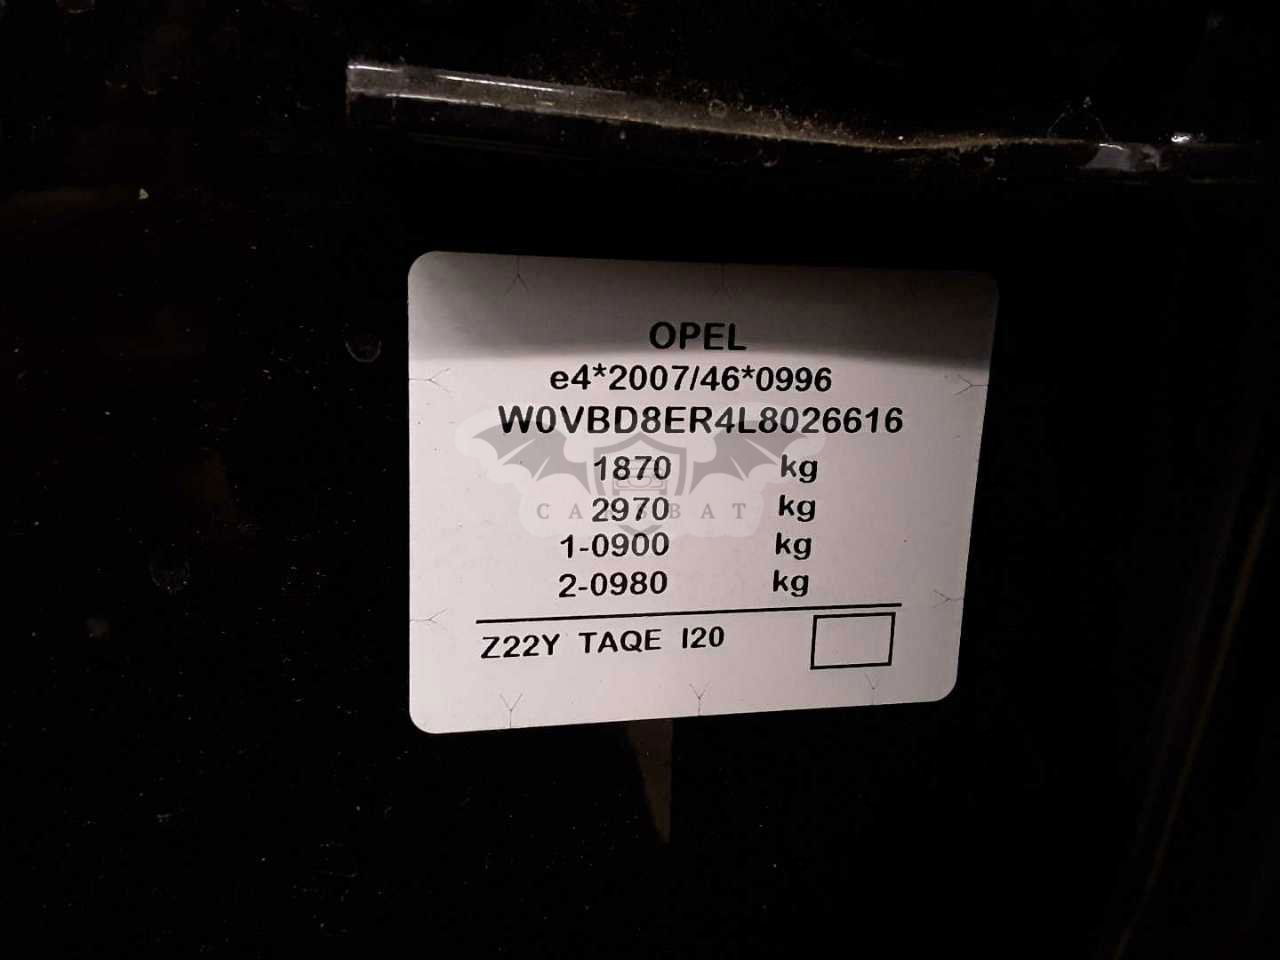 OPEL
e4*2007/46*0996
W0VBD8ER4L8026616
1870 kg
2970 kg
CARSBAT
1-0900 kg
2-0980 kg
Z22Y TAQE I20